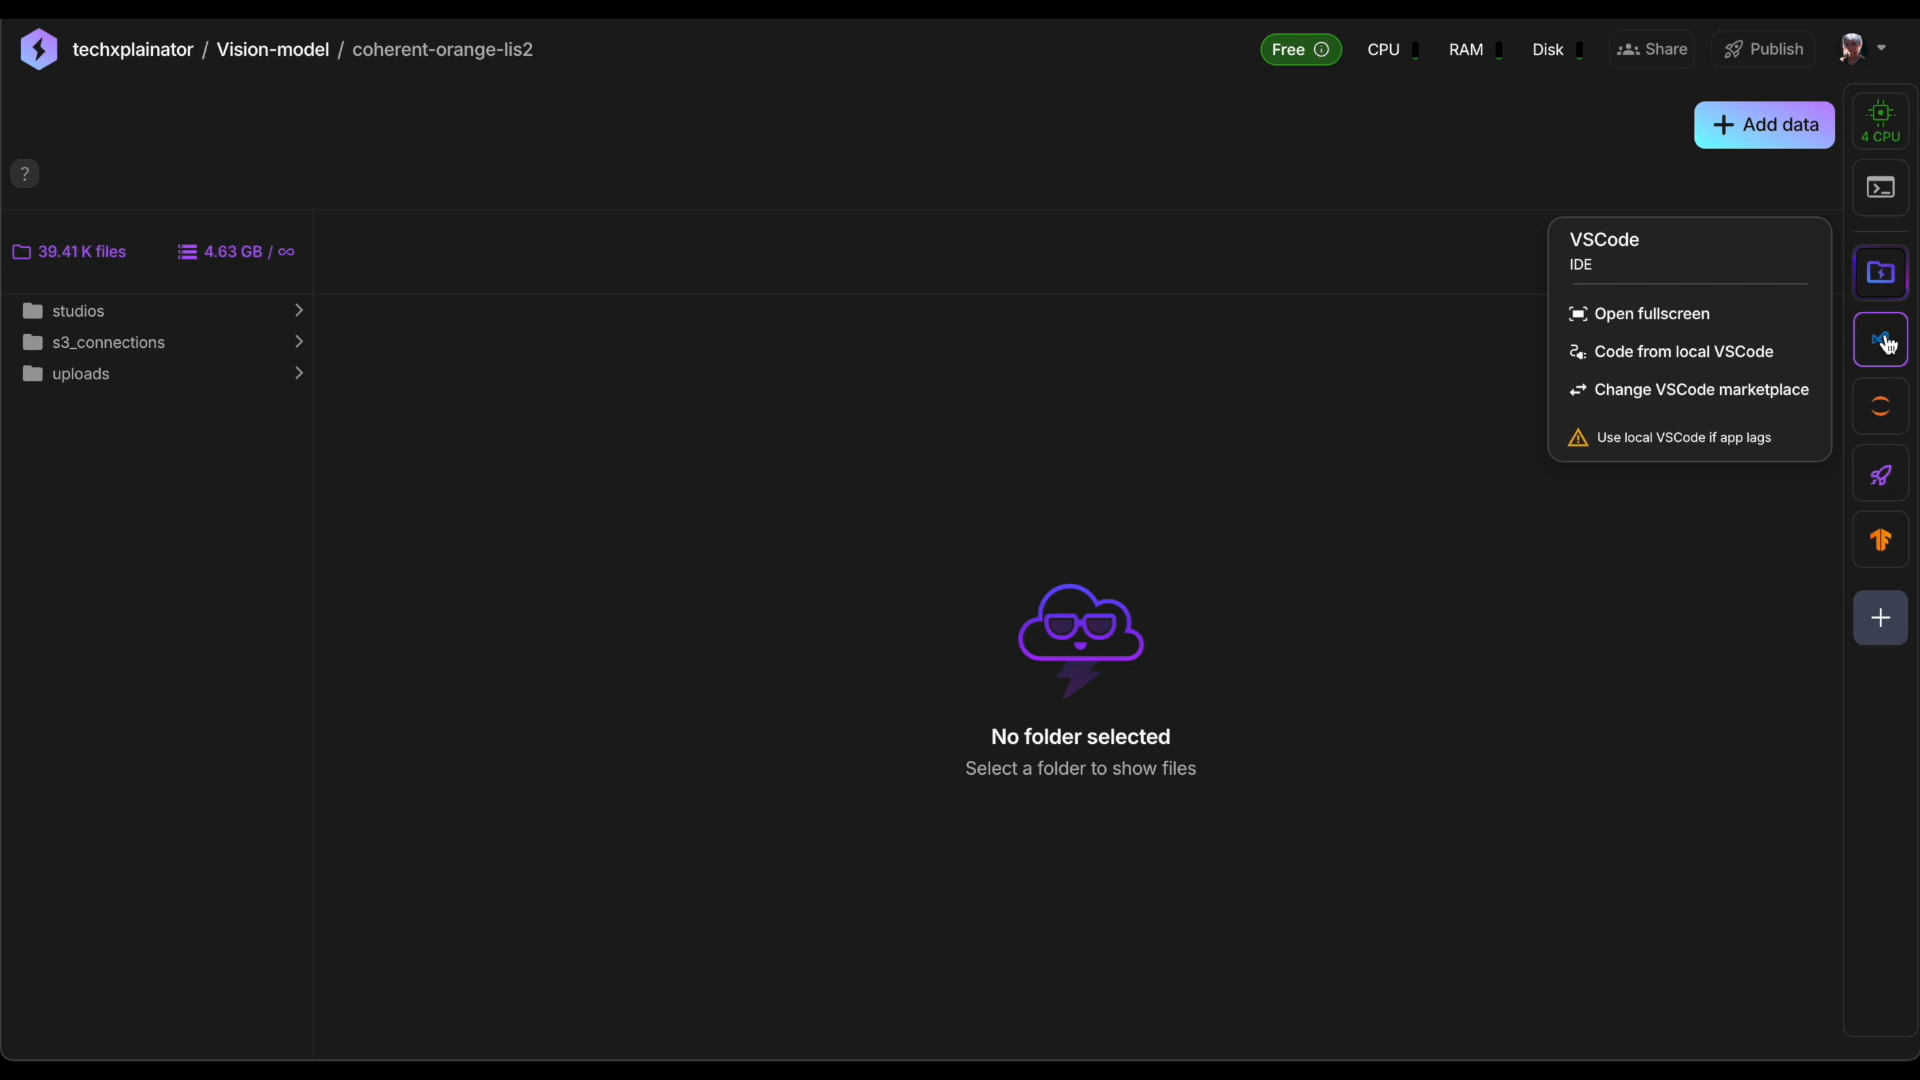 techxplainator / Vision-model / coherent-orange-lis2
Free
CPU
RAM
Disk
Share
Publish
Add data
4 CPU
?
39.41 K files
4.63 GB / ∞
studios
s3_connections
uploads
VSCode
IDE
Open fullscreen
Code from local VSCode
Change VSCode marketplace
Use local VSCode if app lags
No folder selected
Select a folder to show files